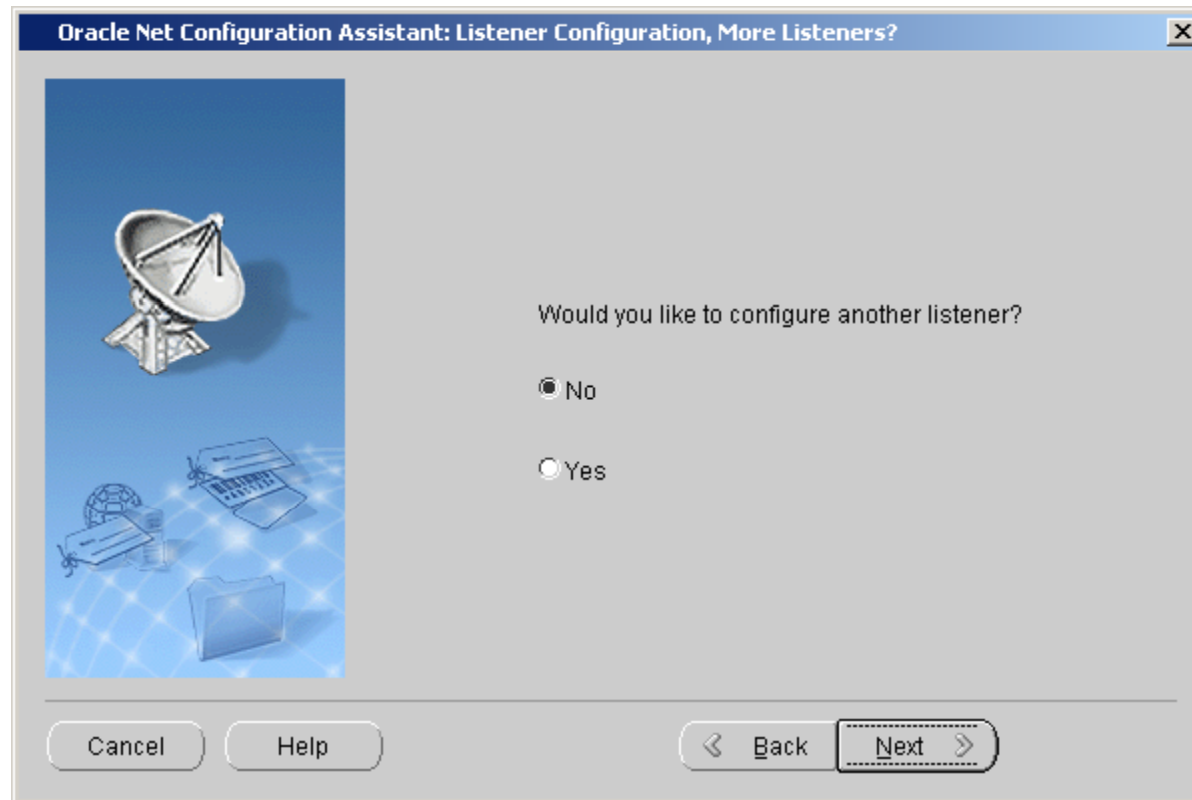 Oracle Net Configuration Assistant: Listener Configuration, More Listeners?
Would you like to configure another listener?
No
Yes
Cancel
Help
Back
Next